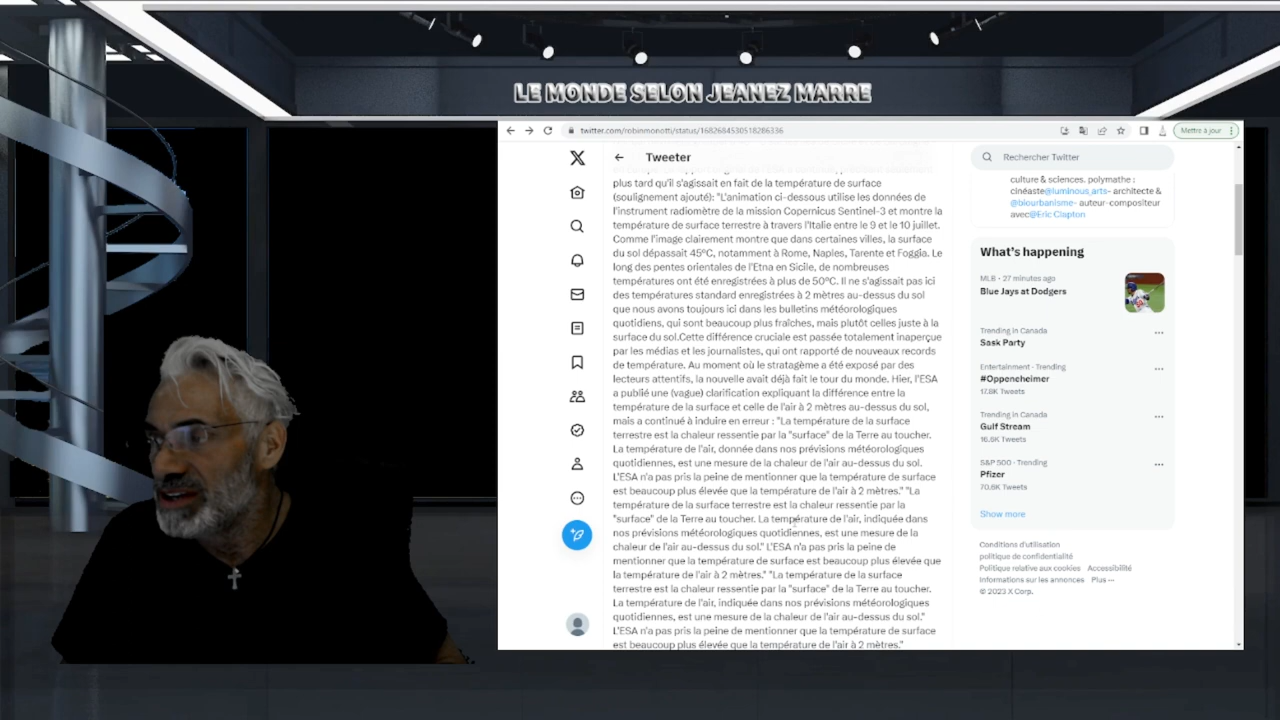 LE MONDE SELON JEANEZ MARRE
twitter.com/robinmonotti/status/1682684530518286336
Mettre à jour
Tweeter
plus tard qu'il s'agissait en fait de la température de surface
(soulignement ajouté): "L'animation ci-dessous utilise les données de
l'instrument radiomètre de la mission Copernicus Sentinel-3 et montre la
température de surface terrestre à travers l'Italie entre le 9 et le 10 juillet.
Comme l'image clairement montre que dans certaines villes, la surface
du sol dépassait 45°C, notamment à Rome, Naples, Tarente et Foggia. Le
long des pentes orientales de l'Etna en Sicile, de nombreuses
températures ont été enregistrées à plus de 50°C. Il ne s'agissait pas ici
des températures standard enregistrées à 2 mètres au-dessus du sol
que nous avons toujours ici dans les bulletins météorologiques
quotidiens, qui sont beaucoup plus fraîches, mais plutôt celles juste à la
surface du sol.Cette différence cruciale est passée totalement inaperçue
par les médias et les journalistes, qui ont rapporté de nouveaux records
de température. Au moment où le stratagème a été exposé par des
lecteurs attentifs, la nouvelle avait déjà fait le tour du monde. Hier, l'ESA
a publié une (vague) clarification expliquant la différence entre la
température de la surface et celle de l'air à 2 mètres au-dessus du sol,
mais a continué à induire en erreur : "La température de la surface
terrestre est la chaleur ressentie par la "surface" de la Terre au toucher.
La température de l'air, donnée dans nos prévisions météorologiques
quotidiennes, est une mesure de la chaleur de l'air au-dessus du sol.
L'ESA n'a pas pris la peine de mentionner que la température de surface
est beaucoup plus élevée que la température de l'air à 2 mètres." "La
température de la surface terrestre est la chaleur ressentie par la
"surface" de la Terre au toucher. La température de l'air, indiquée dans
nos prévisions météorologiques quotidiennes, est une mesure de la
chaleur de l'air au-dessus du sol." L'ESA n'a pas pris la peine de
mentionner que la température de surface est beaucoup plus élevée que
la température de l'air à 2 mètres." "La température de la surface
terrestre est la chaleur ressentie par la "surface" de la Terre au toucher.
La température de l'air, indiquée dans nos prévisions météorologiques
quotidiennes, est une mesure de la chaleur de l'air au-dessus du sol."
L'ESA n'a pas pris la peine de mentionner que la température de surface
est beaucoup plus élevée que la température de l'air à 2 mètres."
Rechercher Twitter
culture & sciences. polymathe :
cinéaste@luminous_arts- architecte &
@biourbanisme- auteur-compositeur
avec@Eric Clapton
What's happening
MLB · 27 minutes ago
Blue Jays at Dodgers
Trending in Canada
Sask Party
Entertainment · Trending
#Oppeneheimer
17.8K Tweets
Trending in Canada
Gulf Stream
16.6K Tweets
S&P 500 · Trending
Pfizer
70.6K Tweets
Show more
Conditions d'utilisation
politique de confidentialité
Politique relative aux cookies Accessibilité
Informations sur les annonces Plus ···
© 2023 X Corp.